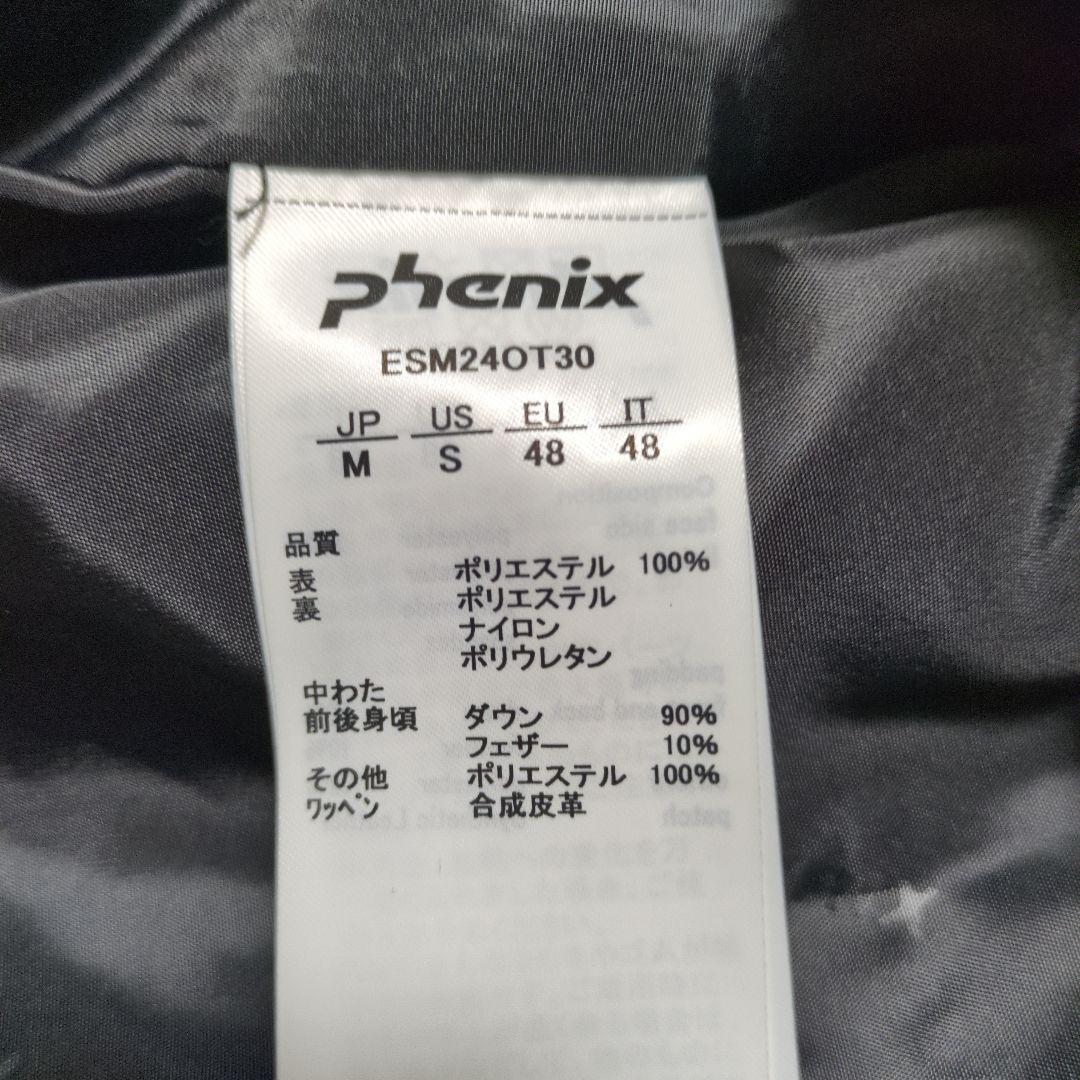 phenix
ESM24OT30
JP US EU IT
M S 48 48
品質
表 ポリエステル 100%
裏 ポリエステル
ナイロン
ポリウレタン
中わた
前後身頃 ダウン 90%
フェザー 10%
その他 ポリエステル 100%
ﾜｯﾍﾟﾝ 合成皮革